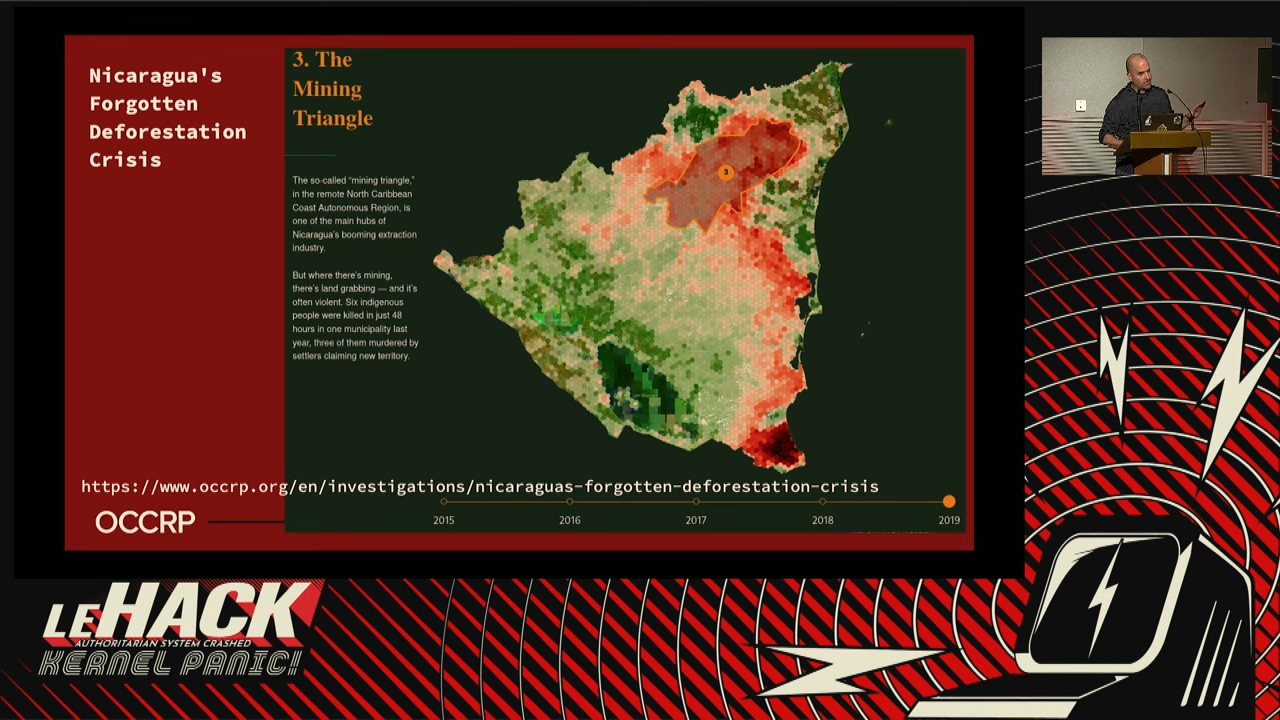 Nicaragua's
Forgotten
Deforestation
Crisis
3. The
Mining
Triangle
The so-called “mining triangle,”
in the remote North Caribbean
Coast Autonomous Region, is
one of the main hubs of
Nicaragua's booming extraction
industry.
But where there's mining,
there's land grabbing — and it's
often violent. Six indigenous
people were killed in just 48
hours in one municipality last
year, three of them murdered by
settlers claiming new territory.
3
https://www.occrp.org/en/investigations/nicaraguas-forgotten-deforestation-crisis
OCCRP
2015 2016 2017 2018 2019
LEHACK
AUTHORITARIAN SYSTEM CRASHED
KERNEL PANIC!